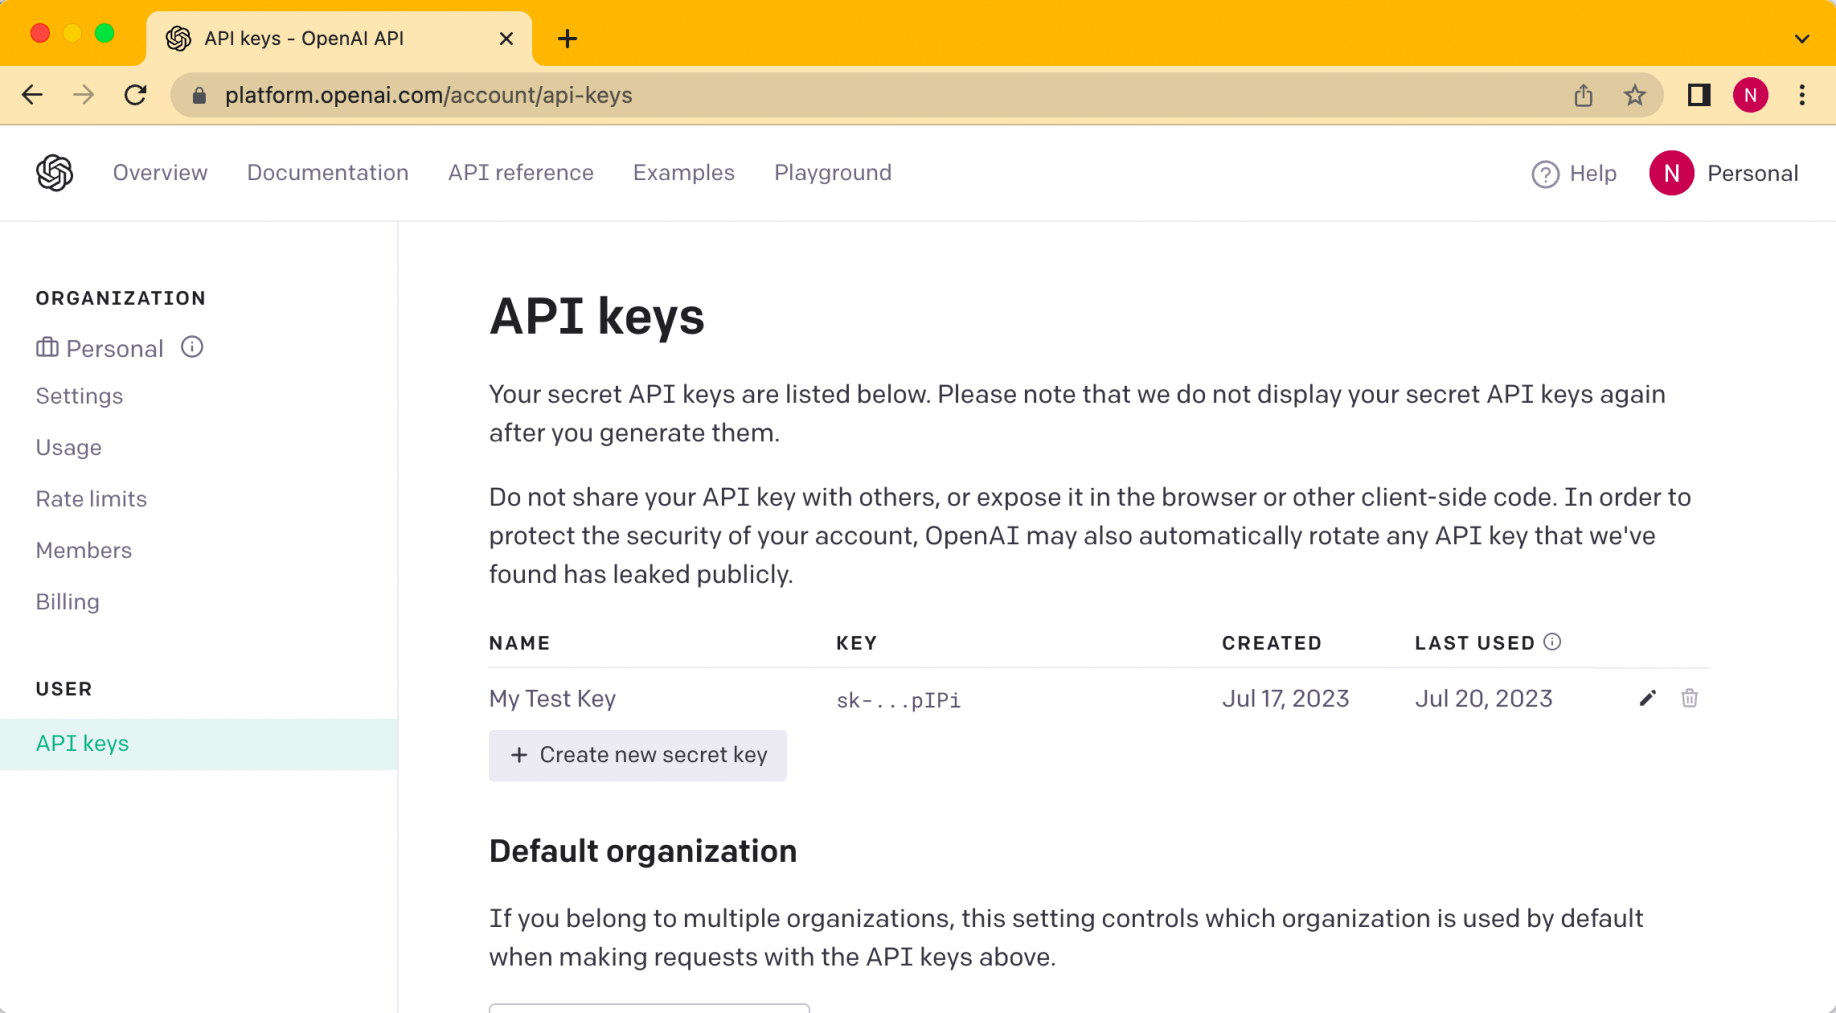 API keys - OpenAI API
platform.openai.com/account/api-keys
N
Overview
Documentation
API reference
Examples
Playground
Help
N
Personal
ORGANIZATION
Personal
Settings
Usage
Rate limits
Members
Billing
USER
API keys
API keys
Your secret API keys are listed below. Please note that we do not display your secret API keys again
after you generate them.
Do not share your API key with others, or expose it in the browser or other client-side code. In order to
protect the security of your account, OpenAI may also automatically rotate any API key that we've
found has leaked publicly.
NAME KEY CREATED LAST USED
My Test Key sk-...pIPi Jul 17, 2023 Jul 20, 2023
+ Create new secret key
Default organization
If you belong to multiple organizations, this setting controls which organization is used by default
when making requests with the API keys above.